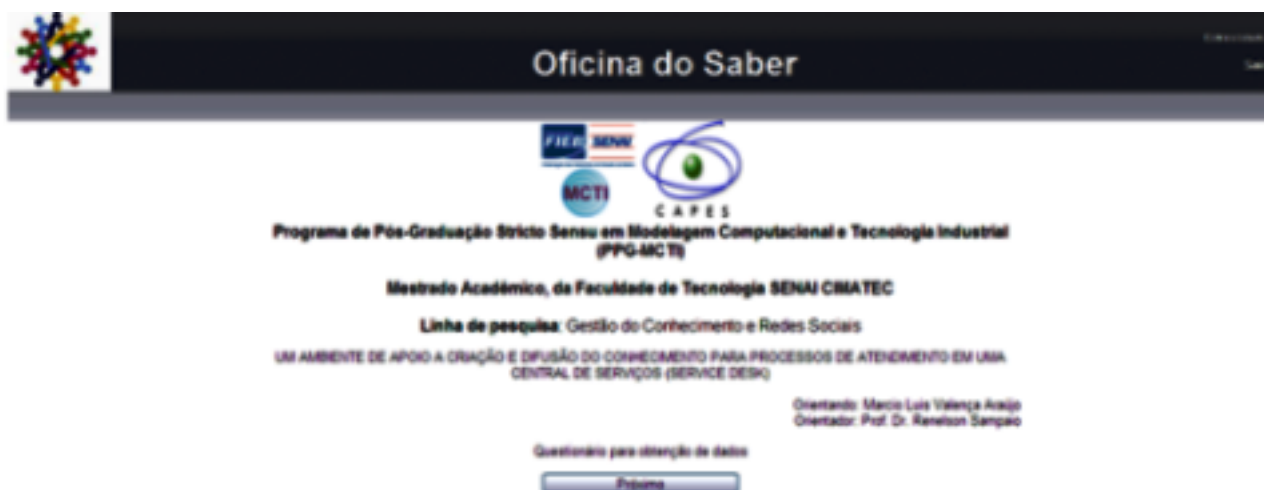 Oficina do Saber
FIEB SENAI
MCTI
CAPES
Programa de Pós-Graduação Stricto Sensu em Modelagem Computacional e Tecnologia Industrial
(PPG-MCTI)
Mestrado Acadêmico, da Faculdade de Tecnologia SENAI CIMATEC
Linha de pesquisa: Gestão do Conhecimento e Redes Sociais
UM AMBIENTE DE APOIO A CRIAÇÃO E DIFUSÃO DO CONHECIMENTO PARA PROCESSOS DE ATENDIMENTO EM UMA
CENTRAL DE SERVIÇOS (SERVICE DESK)
Orientando: Marcio Luis Valença Araújo
Orientador: Prof. Dr. Renelson Sampaio
Questionário para obtenção de dados
Próxima